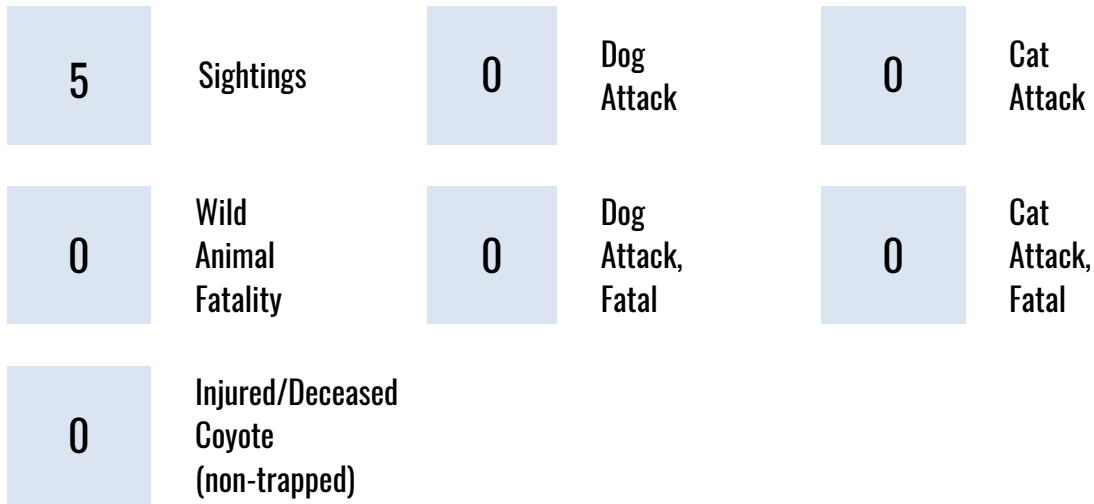 5
Sightings
0
Dog
Attack
0
Cat
Attack
0
Wild
Animal
Fatality
0
Dog
Attack,
Fatal
0
Cat
Attack,
Fatal
0
Injured/Deceased
Coyote
(non-trapped)